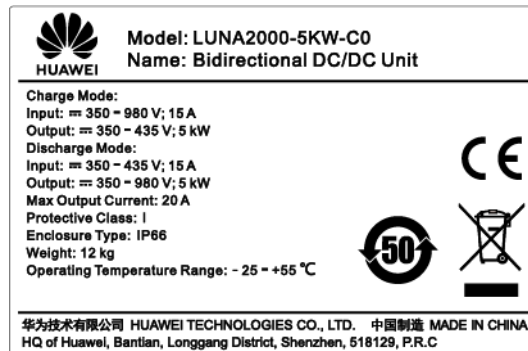 HUAWEI
Model: LUNA2000-5KW-C0
Name: Bidirectional DC/DC Unit
Charge Mode:
Input: ⎓ 350 - 980 V; 15 A
Output: ⎓ 350 - 435 V; 5 kW
Discharge Mode:
Input: ⎓ 350 - 435 V; 15 A
Output: ⎓ 350 - 980 V; 5 kW
Max Output Current: 20 A
Protective Class: I
Enclosure Type: IP66
Weight: 12 kg
Operating Temperature Range: - 25 - +55 ℃
CE
50
华为技术有限公司 HUAWEI TECHNOLOGIES CO., LTD. 中国制造 MADE IN CHINA
HQ of Huawei, Bantian, Longgang District, Shenzhen, 518129, P.R.C